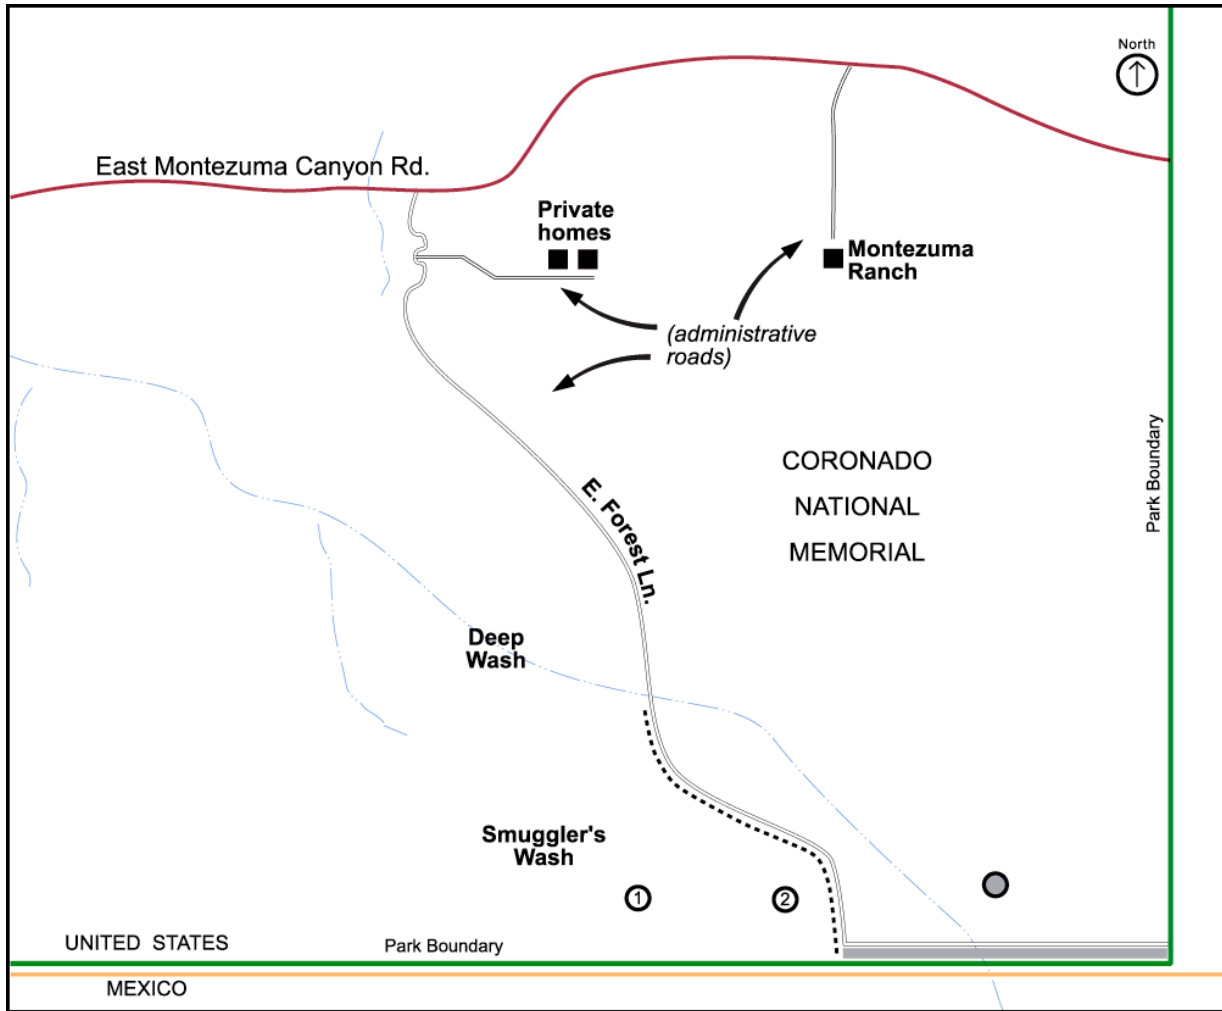 North
East Montezuma Canyon Rd.
Private
homes
Montezuma
Ranch
(administrative
roads)
CORONADO
NATIONAL
MEMORIAL
Park Boundary
E. Forest Ln.
Deep
Wash
Smuggler's
Wash
1
2
UNITED STATES
Park Boundary
MEXICO